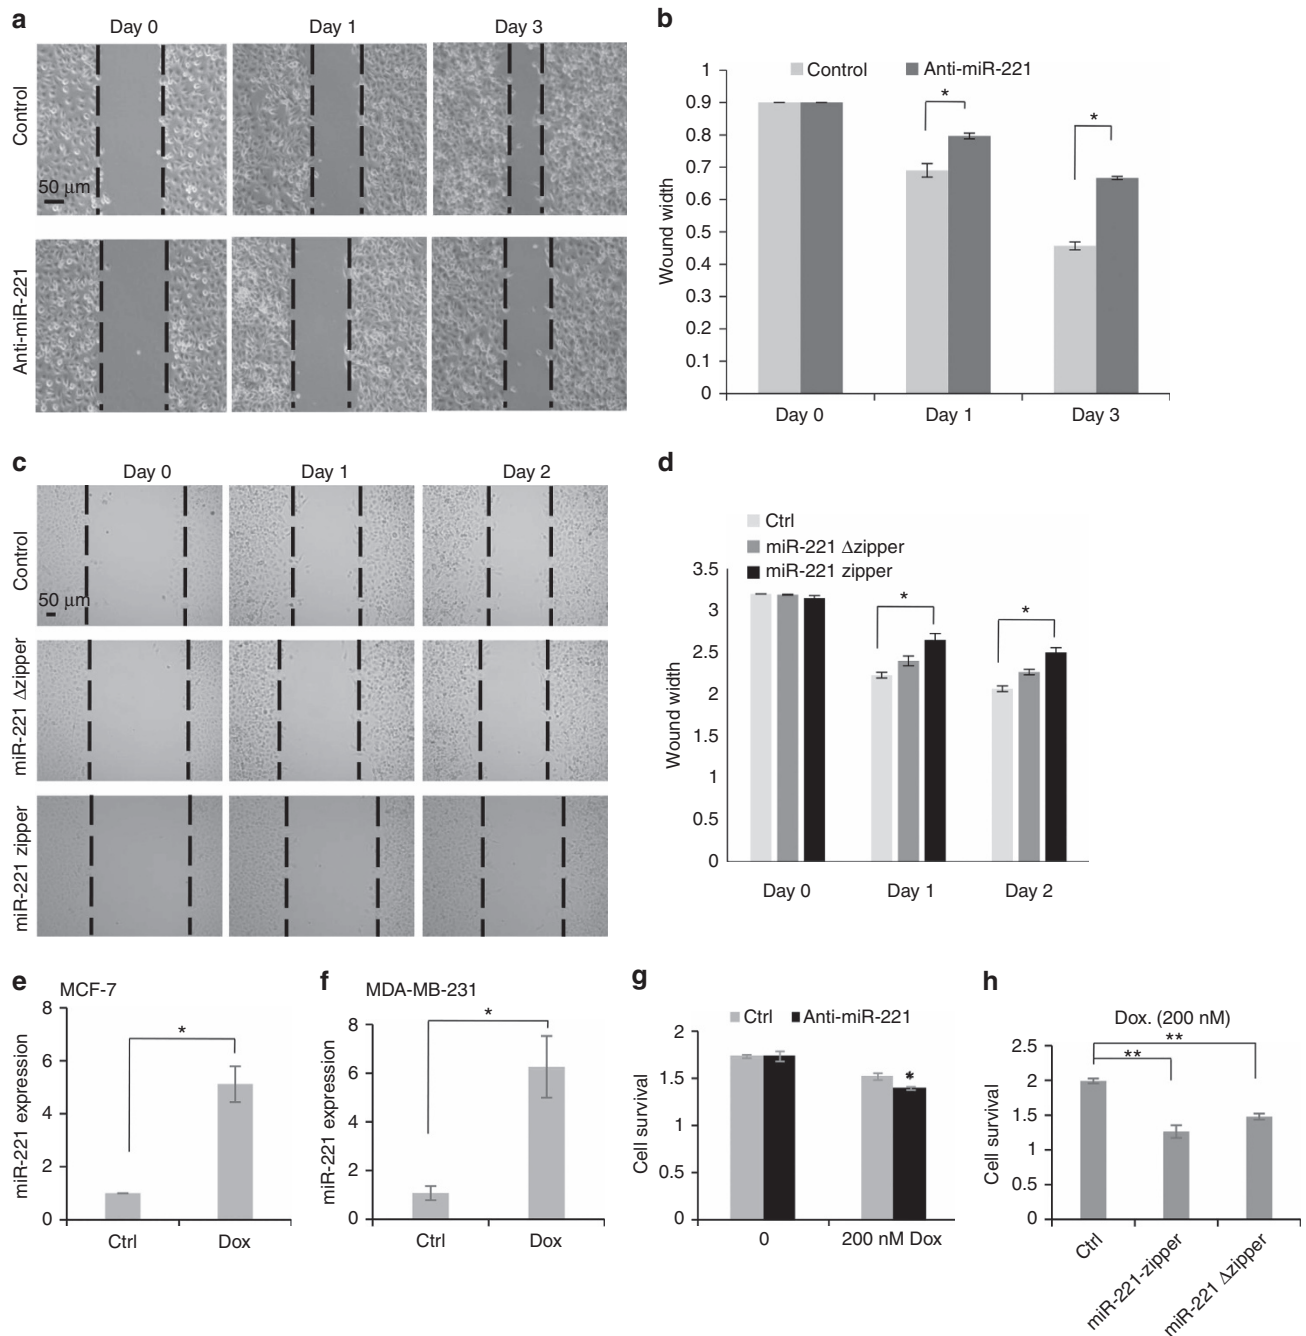 a
Day 0
Day 1
Day 3
Control
50 µm
Anti-miR-221
b
Control
Anti-miR-221
1
0.9
0.8
0.7
0.6
0.5
0.4
0.3
0.2
0.1
0
Wound width
*
*
Day 0
Day 1
Day 3
c
Day 0
Day 1
Day 2
Control
50 µm
miR-221 Δzipper
miR-221 zipper
d
Ctrl
miR-221 Δzipper
miR-221 zipper
3.5
3
2.5
2
1.5
1
0.5
0
Wound width
*
*
Day 0
Day 1
Day 2
e
MCF-7
8
6
4
2
0
miR-221 expression
*
Ctrl
Dox
f
MDA-MB-231
8
6
4
2
0
miR-221 expression
*
Ctrl
Dox
g
Ctrl
Anti-miR-221
2
1.5
1
0.5
0
Cell survival
*
0
200 nM Dox
h
Dox. (200 nM)
2.5
2
1.5
1
0.5
0
Cell survival
**
**
Ctrl
miR-221-zipper
miR-221 Δzipper